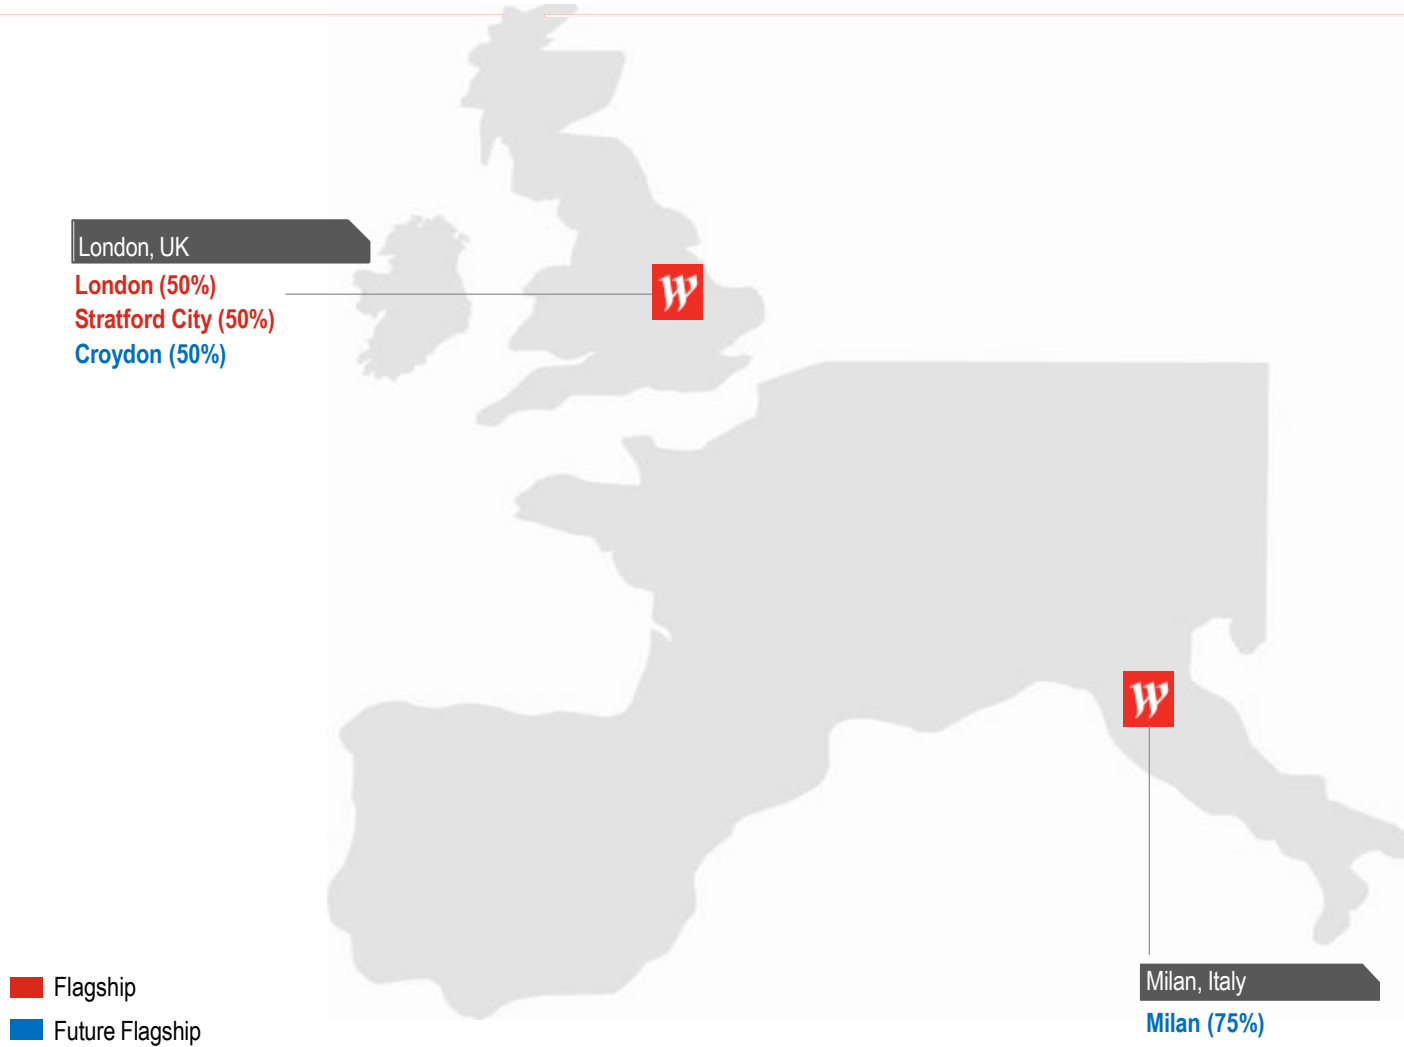 London, UK
London (50%)
Stratford City (50%)
Croydon (50%)
W
W
Milan, Italy
Milan (75%)
Flagship
Future Flagship